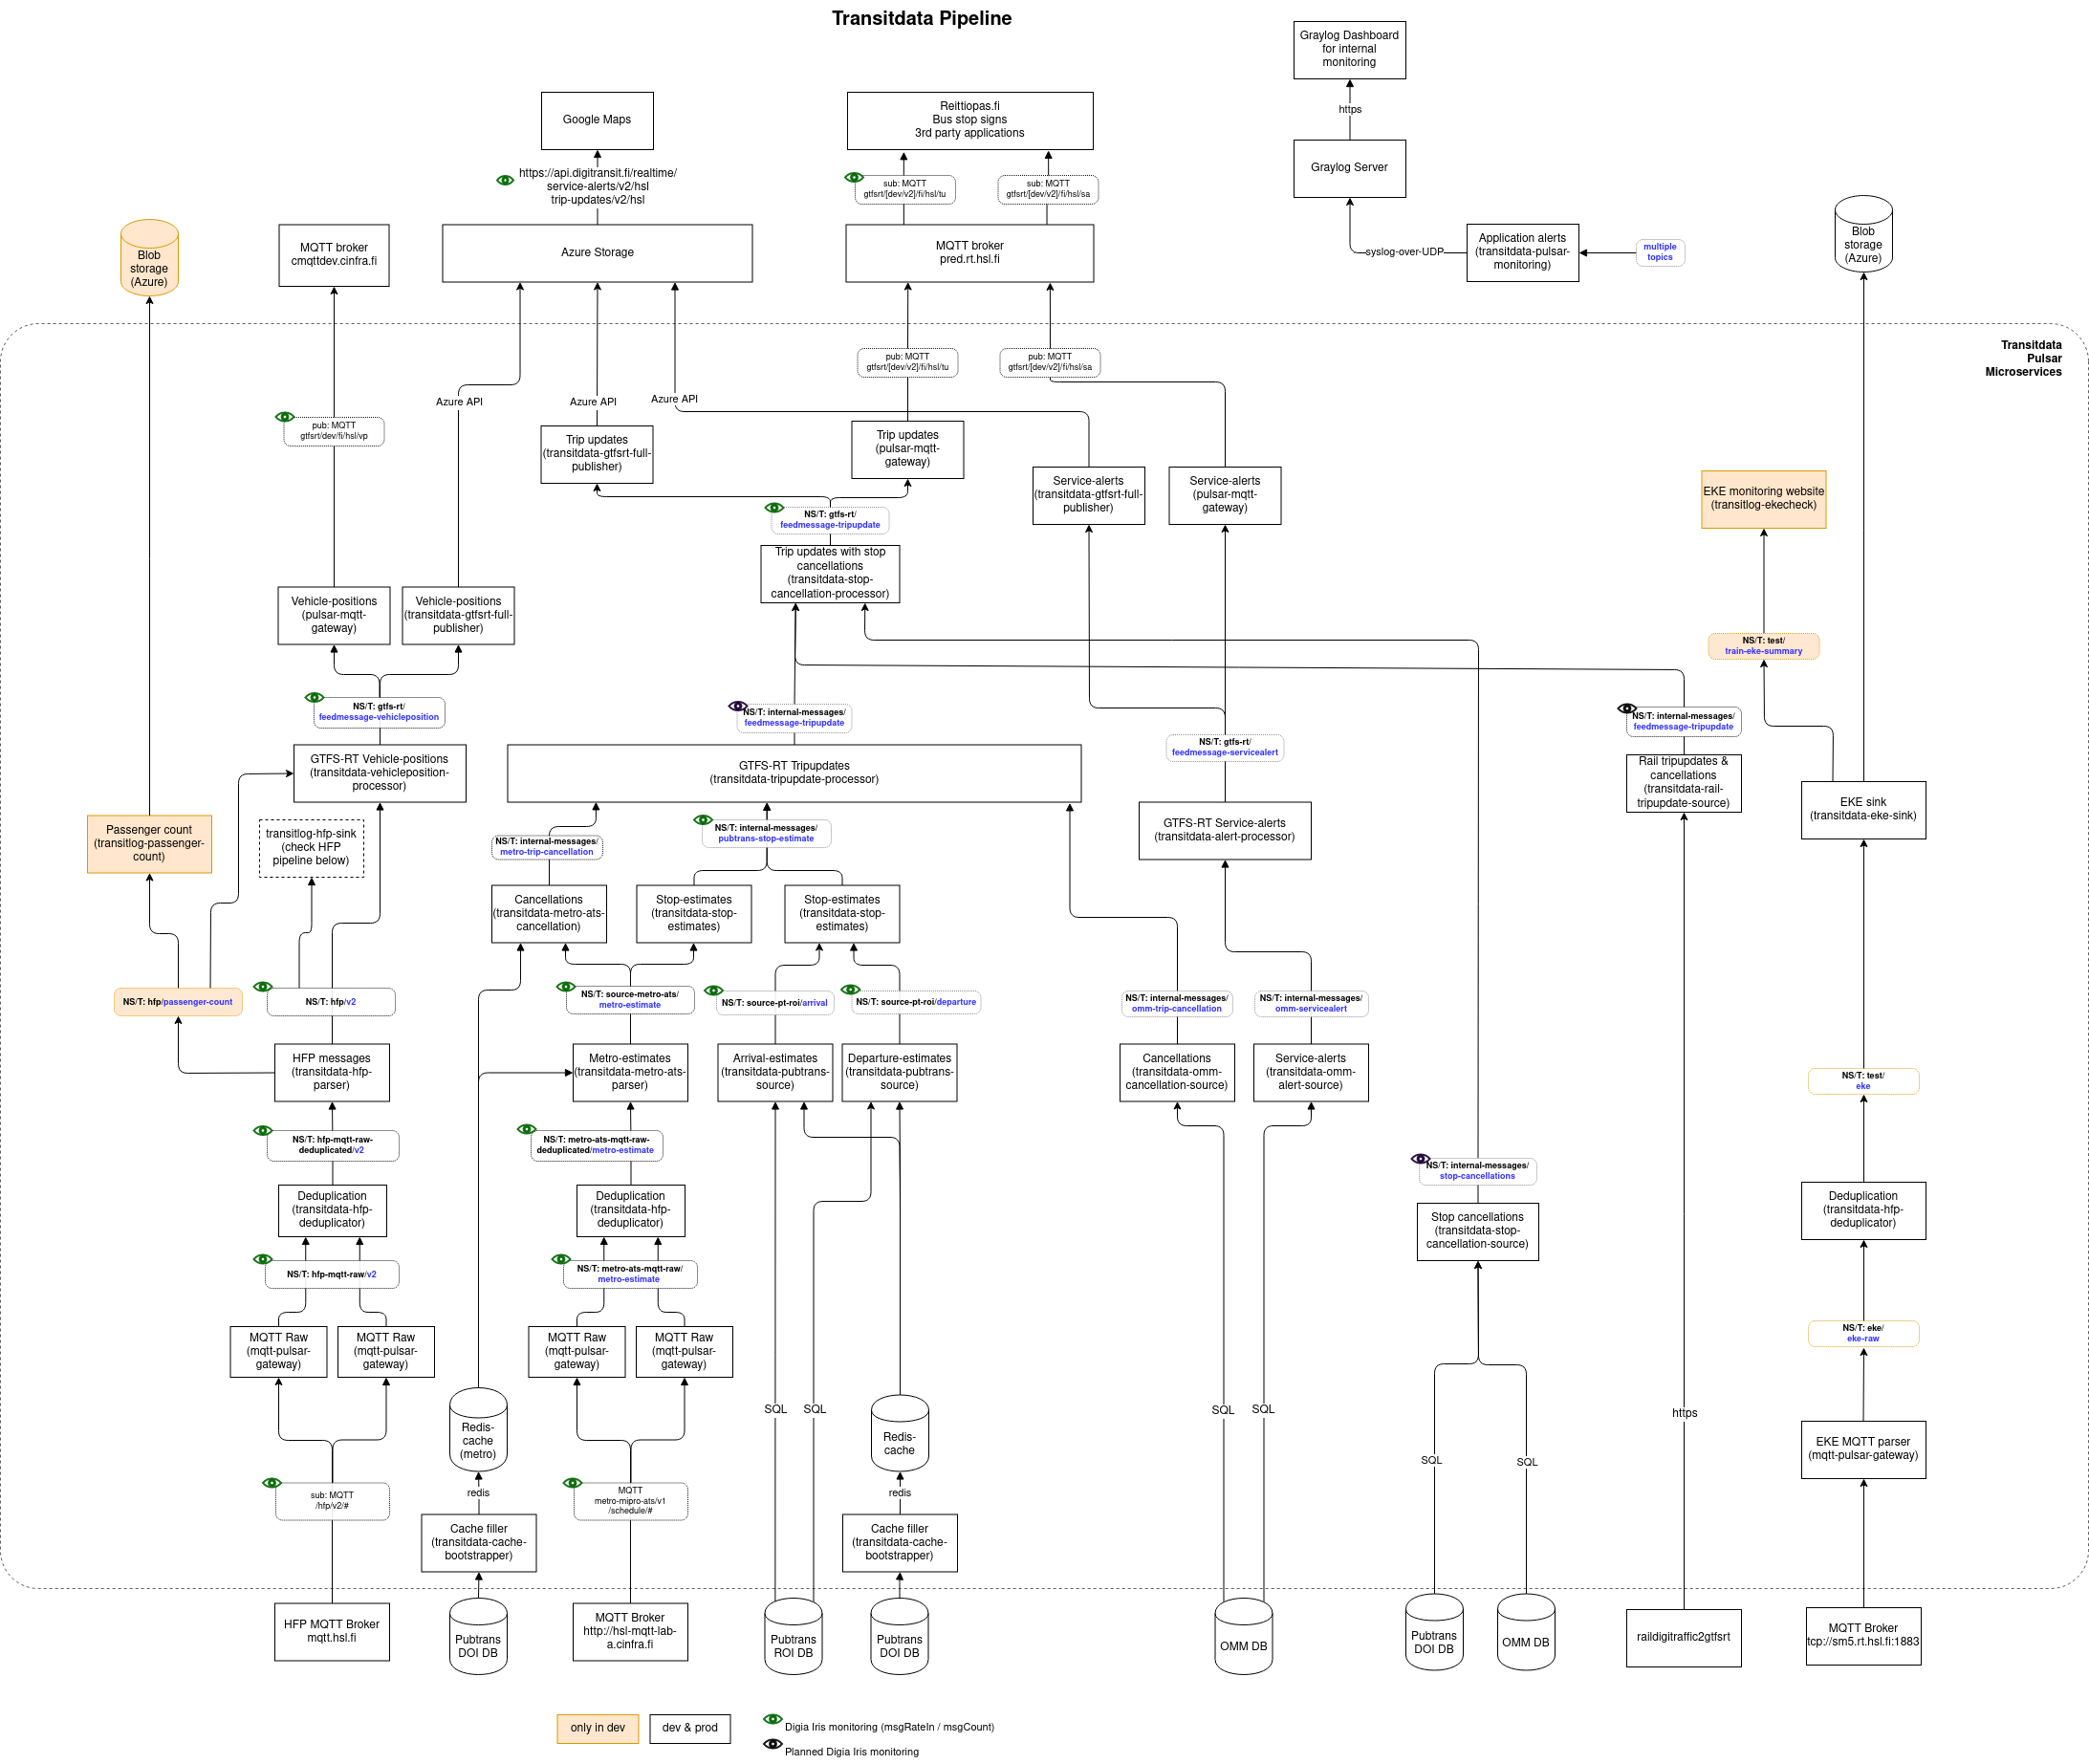 Transitdata Pipeline
Graylog Dashboard
for internal
monitoring
https
Graylog Server
Google Maps
Reittiopas.fi
Bus stop signs
3rd party applications
https://api.digitransit.fi/realtime/
service-alerts/v2/hsl
trip-updates/v2/hsl
sub: MQTT
gtfsrt/[dev/v2]/fi/hsl/tu
sub: MQTT
gtfsrt/[dev/v2]/fi/hsl/sa
Blob
storage
(Azure)
MQTT broker
cmqttdev.cinfra.fi
Azure Storage
MQTT broker
pred.rt.hsl.fi
syslog-over-UDP
Application alerts
(transitdata-pulsar-
monitoring)
multiple
topics
Blob
storage
(Azure)
Transitdata
Pulsar
Microservices
pub: MQTT
gtfsrt/[dev/v2]/fi/hsl/tu
pub: MQTT
gtfsrt/[dev/v2]/fi/hsl/sa
Azure API
Azure API
Azure API
pub: MQTT
gtfsrt/dev/fi/hsl/vp
Trip updates
(transitdata-gtfsrt-full-
publisher)
Trip updates
(pulsar-mqtt-
gateway)
Service-alerts
(transitdata-gtfsrt-full-
publisher)
Service-alerts
(pulsar-mqtt-
gateway)
EKE monitoring website
(transitlog-ekecheck)
NS/T: gtfs-rt/
feedmessage-tripupdate
Trip updates with stop
cancellations
(transitdata-stop-
cancellation-processor)
Vehicle-positions
(pulsar-mqtt-
gateway)
Vehicle-positions
(transitdata-gtfsrt-full-
publisher)
NS/T: test/
train-eke-summary
NS/T: gtfs-rt/
feedmessage-vehicleposition
NS/T: internal-messages/
feedmessage-tripupdate
NS/T: gtfs-rt/
feedmessage-servicealert
NS/T: internal-messages/
feedmessage-tripupdate
GTFS-RT Vehicle-positions
(transitdata-vehicleposition-
processor)
GTFS-RT Tripupdates
(transitdata-tripupdate-processor)
Rail tripupdates &
cancellations
(transitdata-rail-
tripupdate-source)
EKE sink
(transitdata-eke-sink)
Passenger count
(transitlog-passenger-
count)
transitlog-hfp-sink
(check HFP
pipeline below)
NS/T: internal-messages/
metro-trip-cancellation
NS/T: internal-messages/
pubtrans-stop-estimate
GTFS-RT Service-alerts
(transitdata-alert-processor)
Cancellations
(transitdata-metro-ats-
cancellation)
Stop-estimates
(transitdata-stop-
estimates)
Stop-estimates
(transitdata-stop-
estimates)
NS/T: hfp/passenger-count
NS/T: hfp/v2
NS/T: source-metro-ats/
metro-estimate
NS/T: source-pt-roi/arrival
NS/T: source-pt-roi/departure
NS/T: internal-messages/
omm-trip-cancellation
NS/T: internal-messages/
omm-servicealert
HFP messages
(transitdata-hfp-
parser)
Metro-estimates
(transitdata-metro-ats-
parser)
Arrival-estimates
(transitdata-pubtrans-
source)
Departure-estimates
(transitdata-pubtrans-
source)
Cancellations
(transitdata-omm-
cancellation-source)
Service-alerts
(transitdata-omm-
alert-source)
NS/T: test/
eke
NS/T: hfp-mqtt-raw-
deduplicated/v2
NS/T: metro-ats-mqtt-raw-
deduplicated/metro-estimate
NS/T: internal-messages/
stop-cancellations
Deduplication
(transitdata-hfp-
deduplicator)
Deduplication
(transitdata-hfp-
deduplicator)
Stop cancellations
(transitdata-stop-
cancellation-source)
Deduplication
(transitdata-hfp-
deduplicator)
NS/T: hfp-mqtt-raw/v2
NS/T: metro-ats-mqtt-raw/
metro-estimate
NS/T: eke/
eke-raw
MQTT Raw
(mqtt-pulsar-
gateway)
MQTT Raw
(mqtt-pulsar-
gateway)
MQTT Raw
(mqtt-pulsar-
gateway)
MQTT Raw
(mqtt-pulsar-
gateway)
Redis-
cache
(metro)
SQL
SQL
Redis-
cache
SQL
SQL
SQL
SQL
https
EKE MQTT parser
(mqtt-pulsar-gateway)
sub: MQTT
/hfp/v2/#
redis
MQTT
metro-mipro-ats/v1
/schedule/#
redis
Cache filler
(transitdata-cache-
bootstrapper)
Cache filler
(transitdata-cache-
bootstrapper)
HFP MQTT Broker
mqtt.hsl.fi
Pubtrans
DOI DB
MQTT Broker
http://hsl-mqtt-lab-
a.cinfra.fi
Pubtrans
ROI DB
Pubtrans
DOI DB
OMM DB
Pubtrans
DOI DB
OMM DB
raildigitraffic2gtfsrt
MQTT Broker
tcp://sm5.rt.hsl.fi:1883
only in dev
dev & prod
Digia Iris monitoring (msgRateIn / msgCount)
Planned Digia Iris monitoring